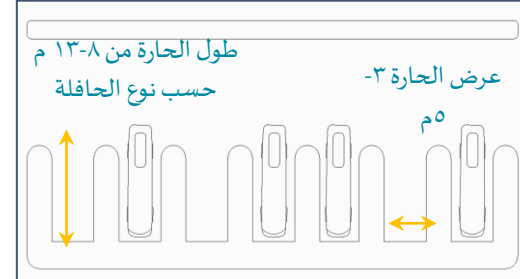 طول الحارة من ٨-١٣ م
حسب نوع الحافلة
عرض الحارة ٣-
٥م